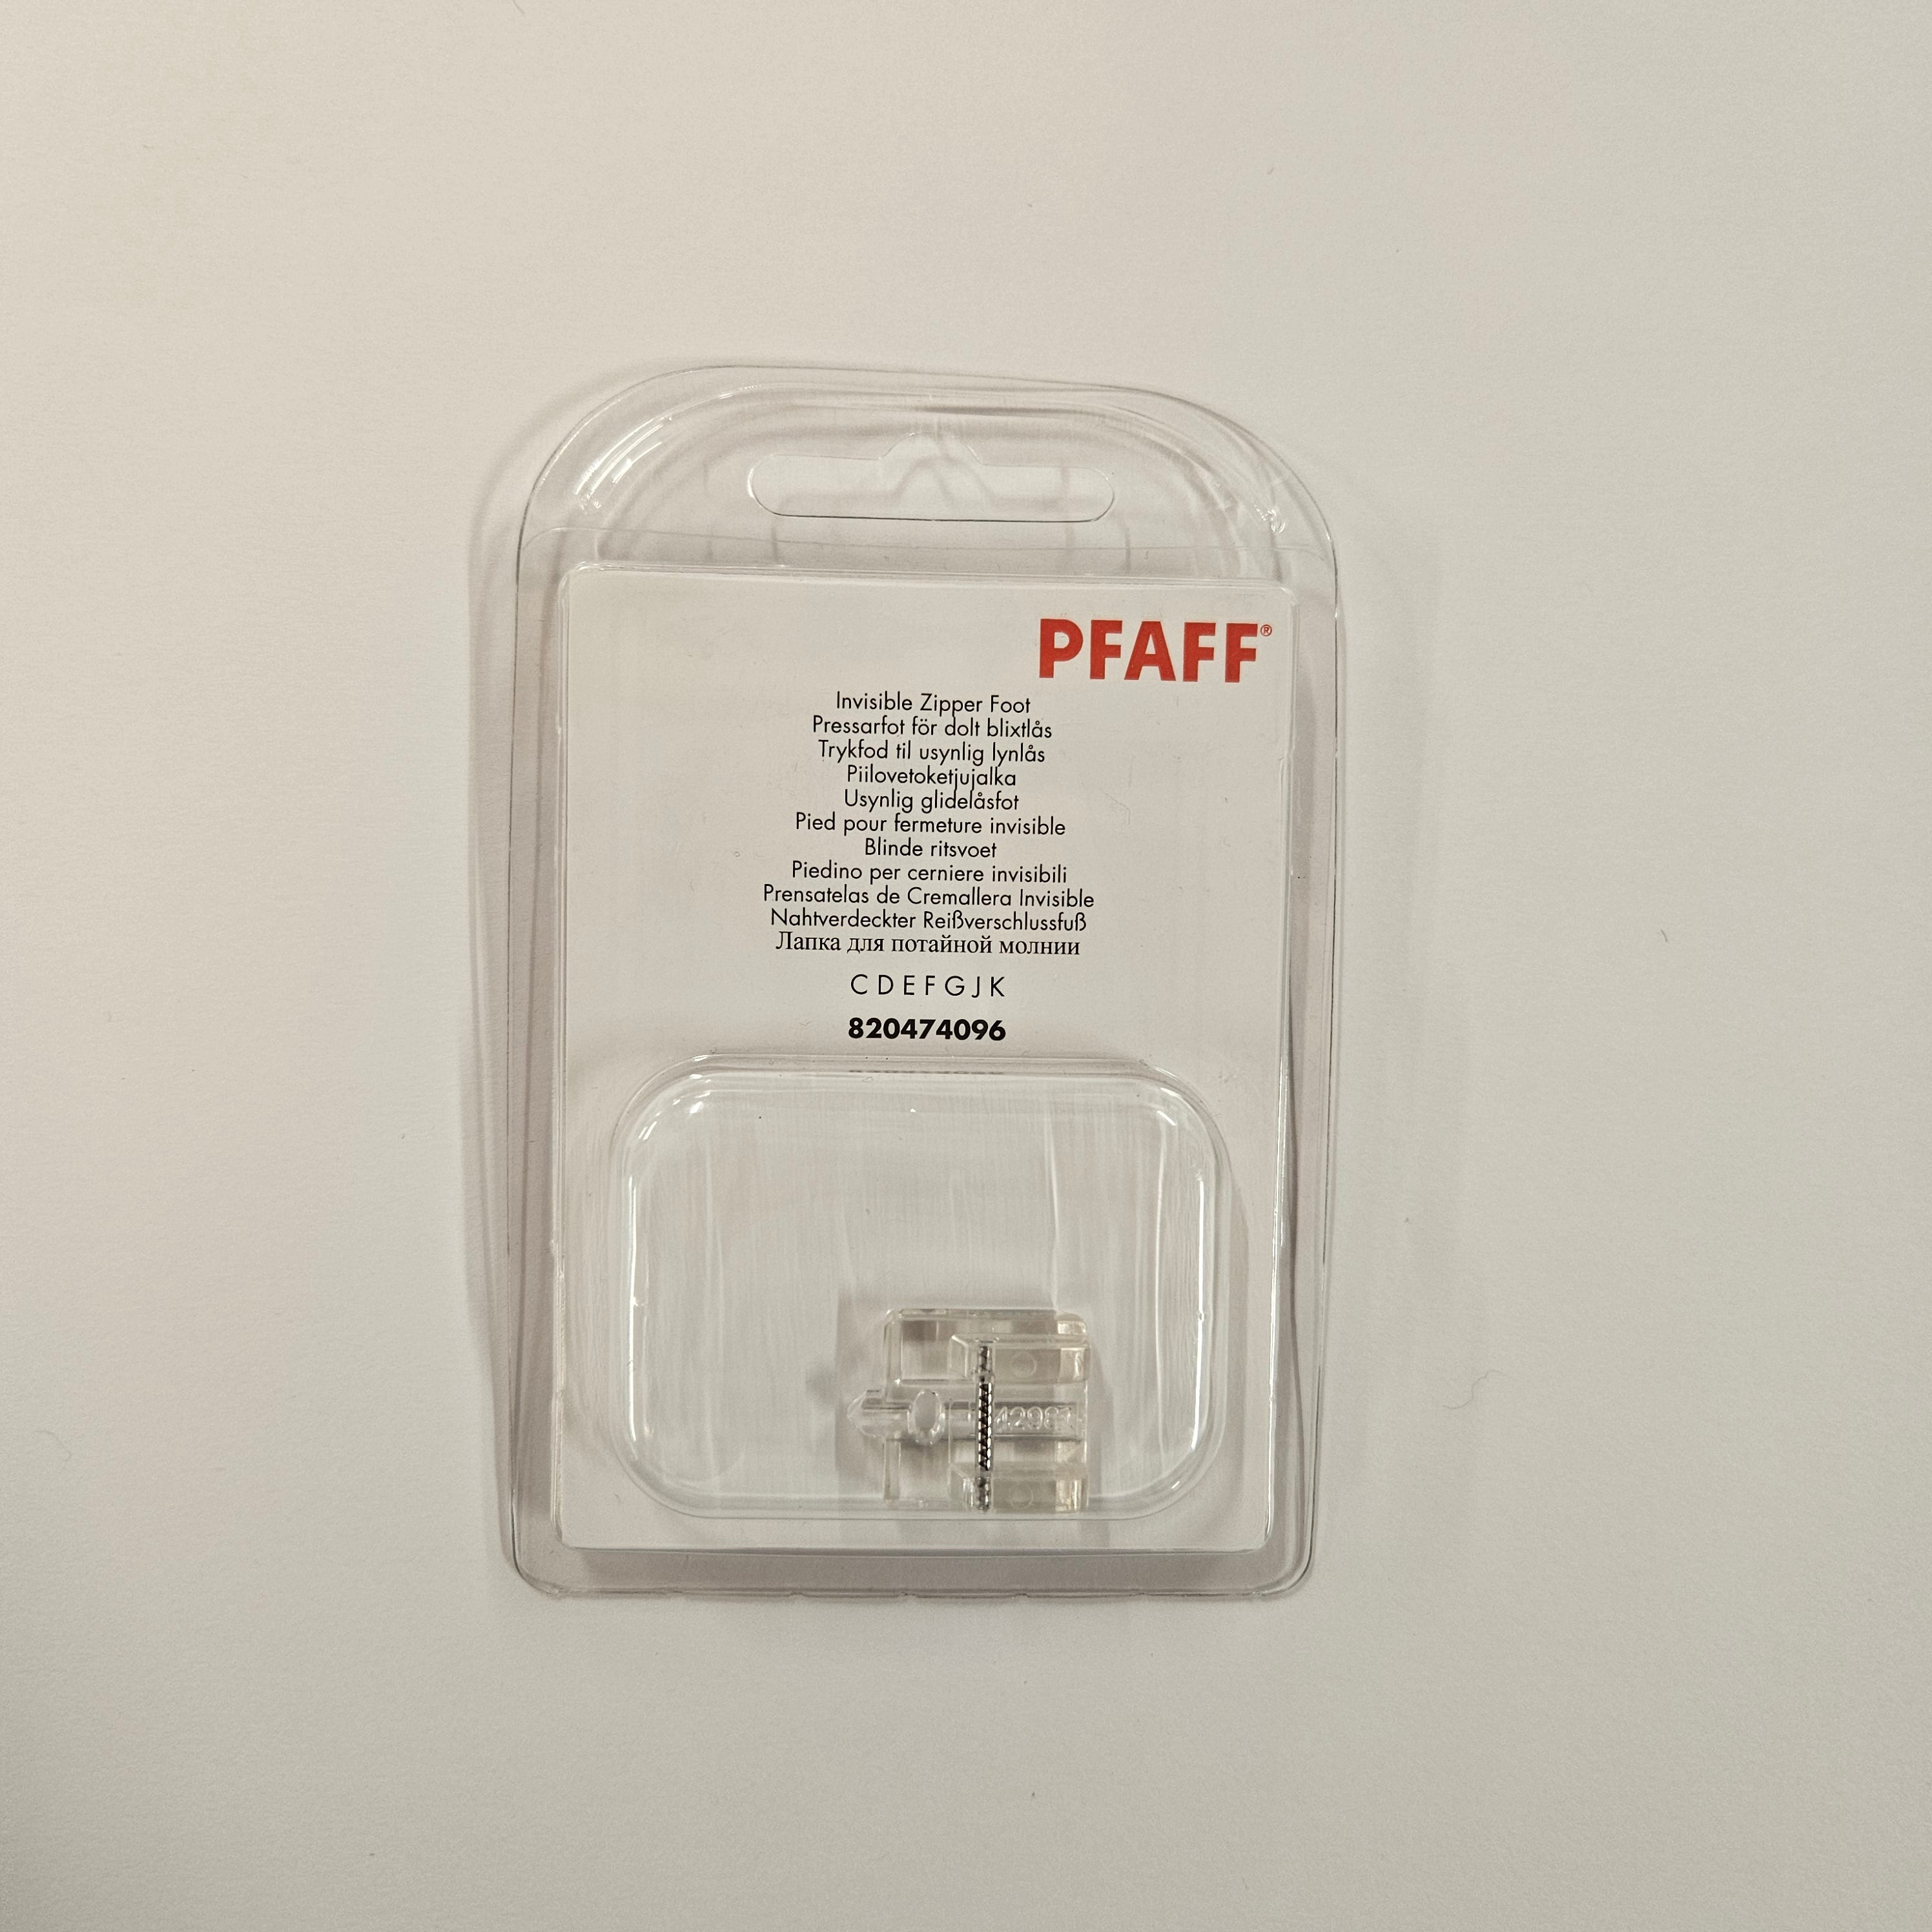 PFAFF®
Invisible Zipper Foot
Pressarfot för dolt blixtlås
Trykfod til usynlig lynlås
Piilovetoketjujalka
Usynlig glidelåsfot
Pied pour fermeture invisible
Blinde ritsvoet
Piedino per cerniere invisibili
Prensatelas de Cremallera Invisible
Nahtverdeckter Reißverschlussfuß
Лапка для потайной молнии
C D E F G J K
820474096